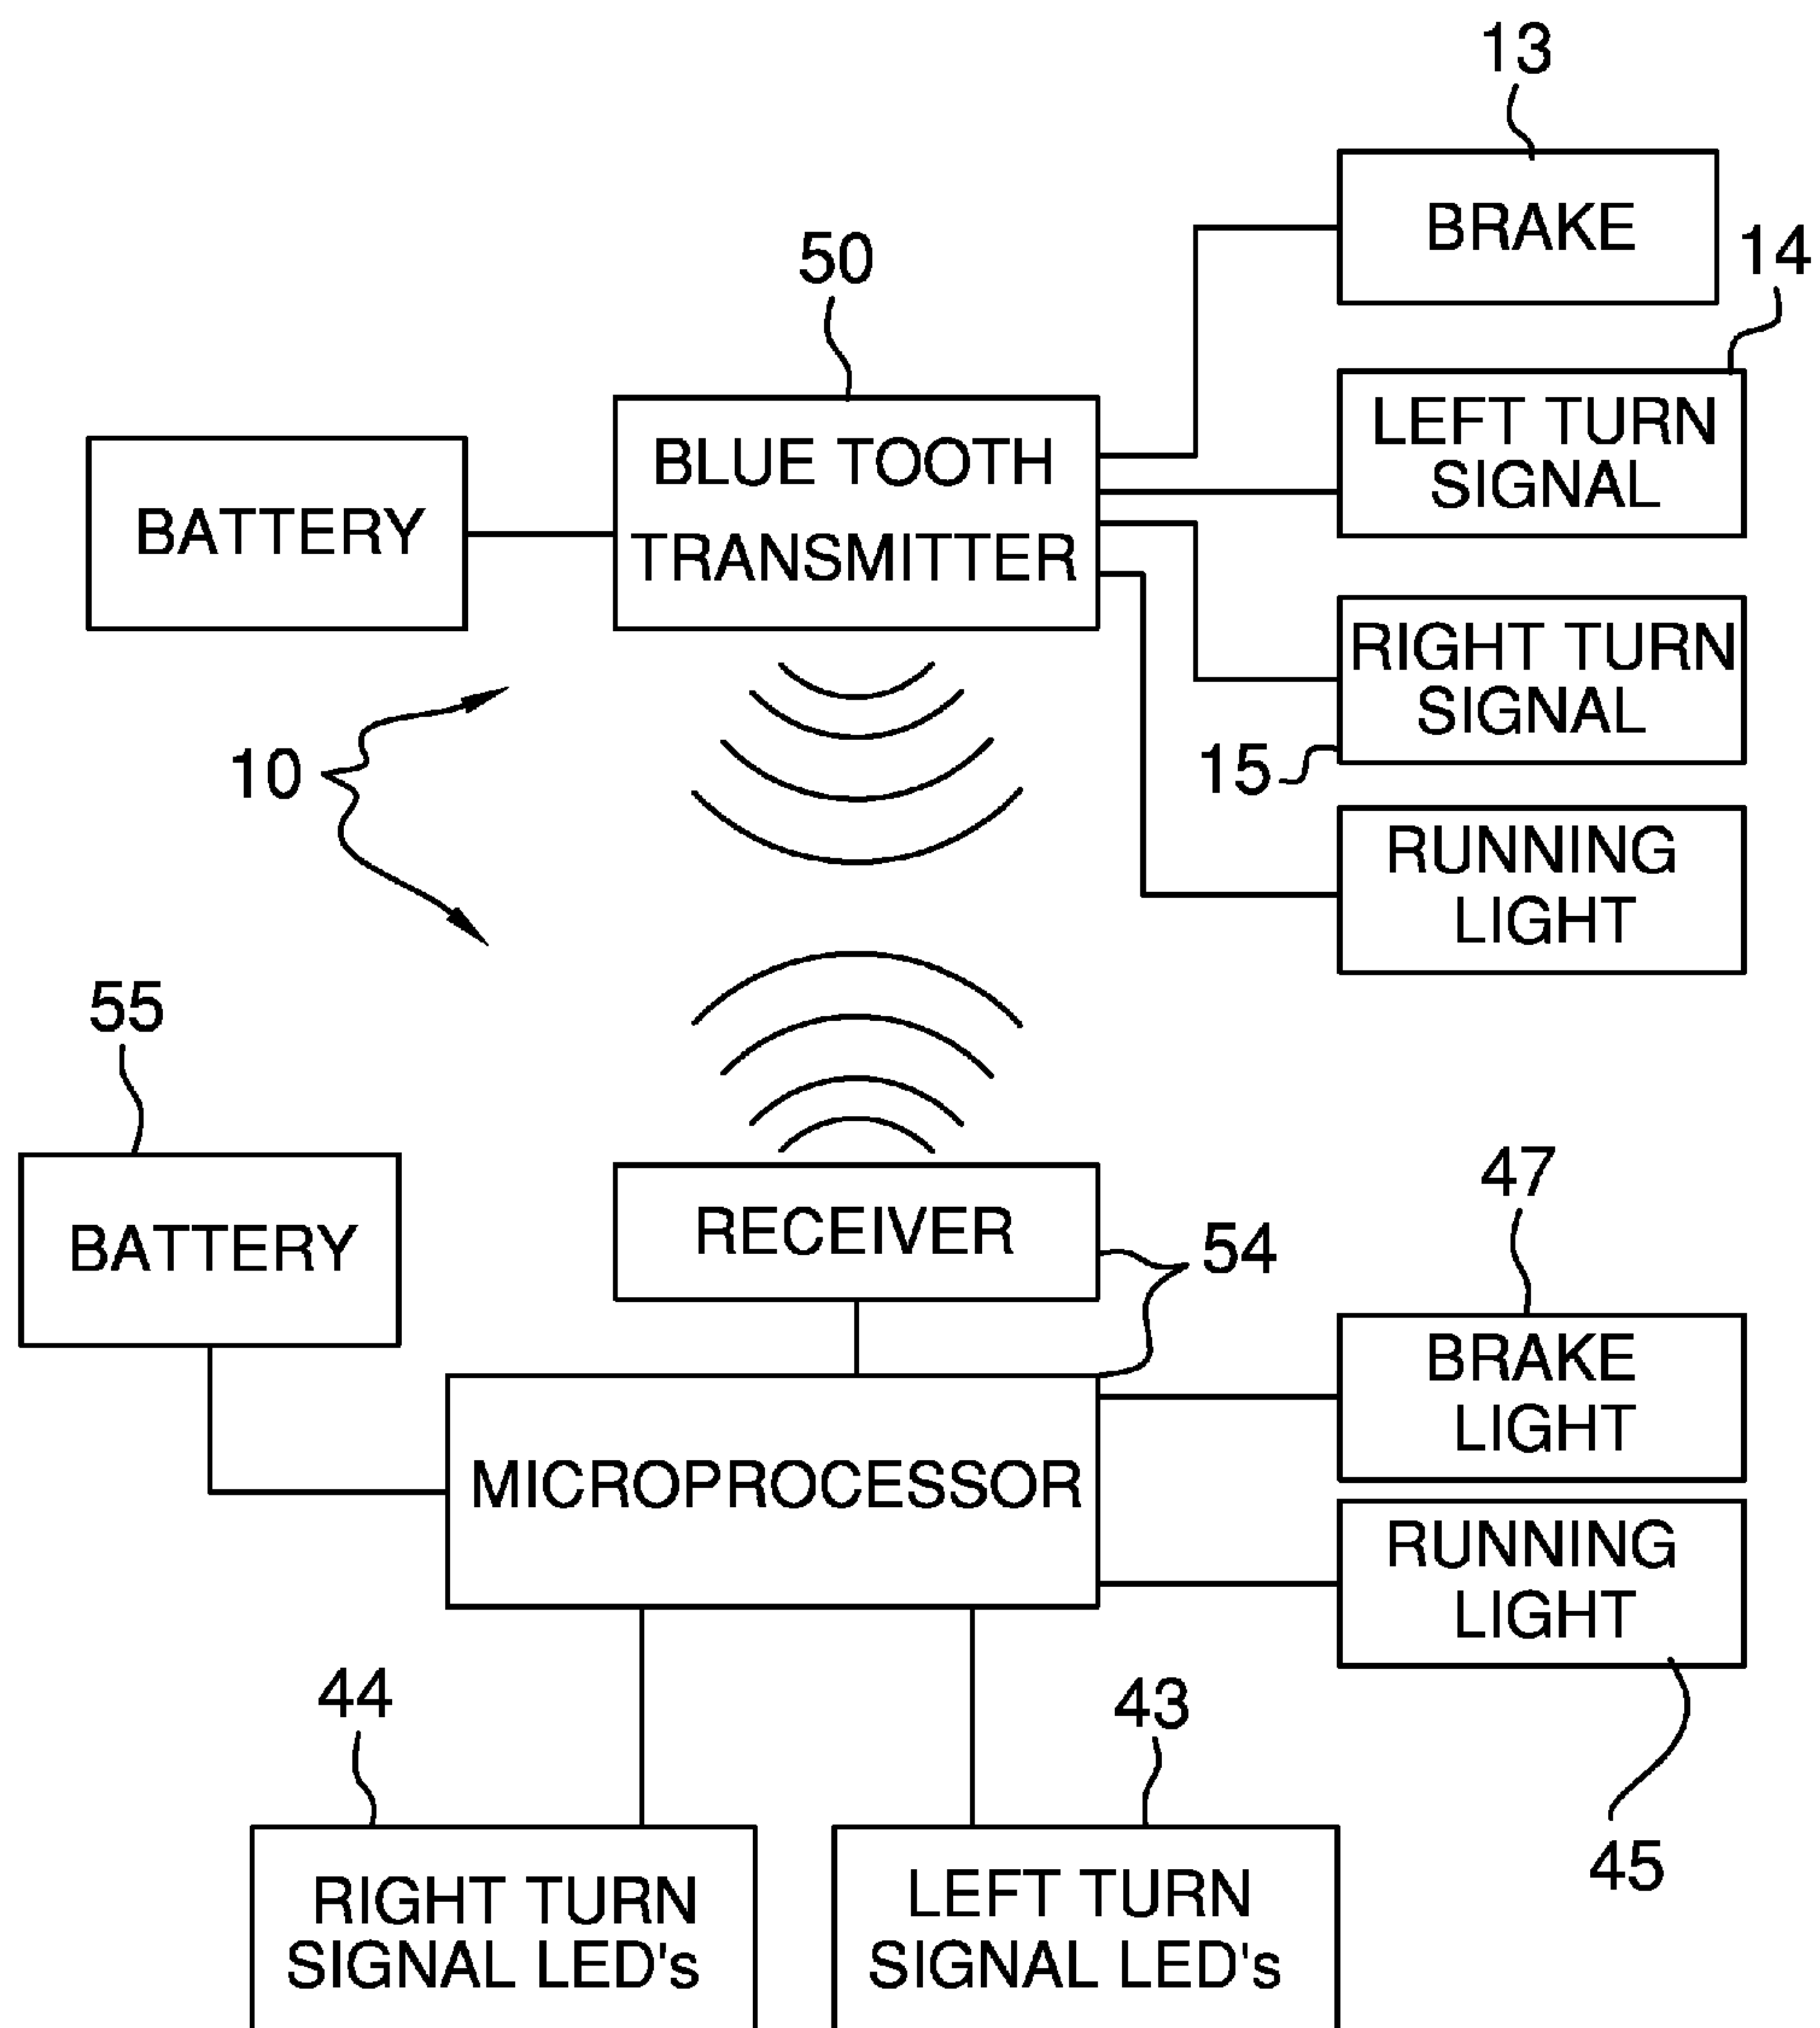 13
BRAKE
14
50
LEFT TURN
SIGNAL
BLUE TOOTH
TRANSMITTER
BATTERY
RIGHT TURN
SIGNAL
15
10
RUNNING
LIGHT
55
BATTERY
RECEIVER
54
47
BRAKE
LIGHT
MICROPROCESSOR
RUNNING
LIGHT
45
44
43
RIGHT TURN
SIGNAL LED's
LEFT TURN
SIGNAL LED's